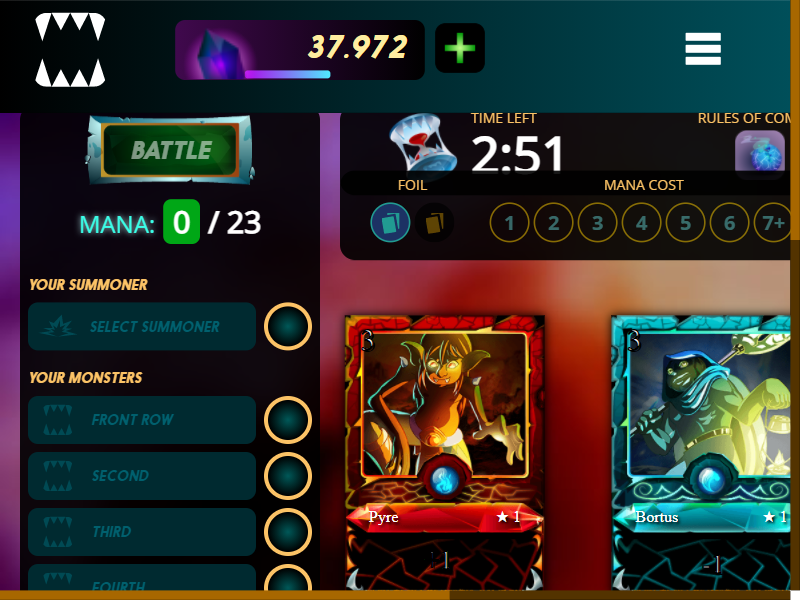 37.972
BATTLE
MANA: 0 / 23
YOUR SUMMONER
SELECT SUMMONER
YOUR MONSTERS
FRONT ROW
SECOND
THIRD
FOURTH
TIME LEFT
2:51
RULES OF COM
FOIL
MANA COST
1 2 3 4 5 6 7+
3
Pyre ★ 1
1
3
Bortus ★ 1
-1